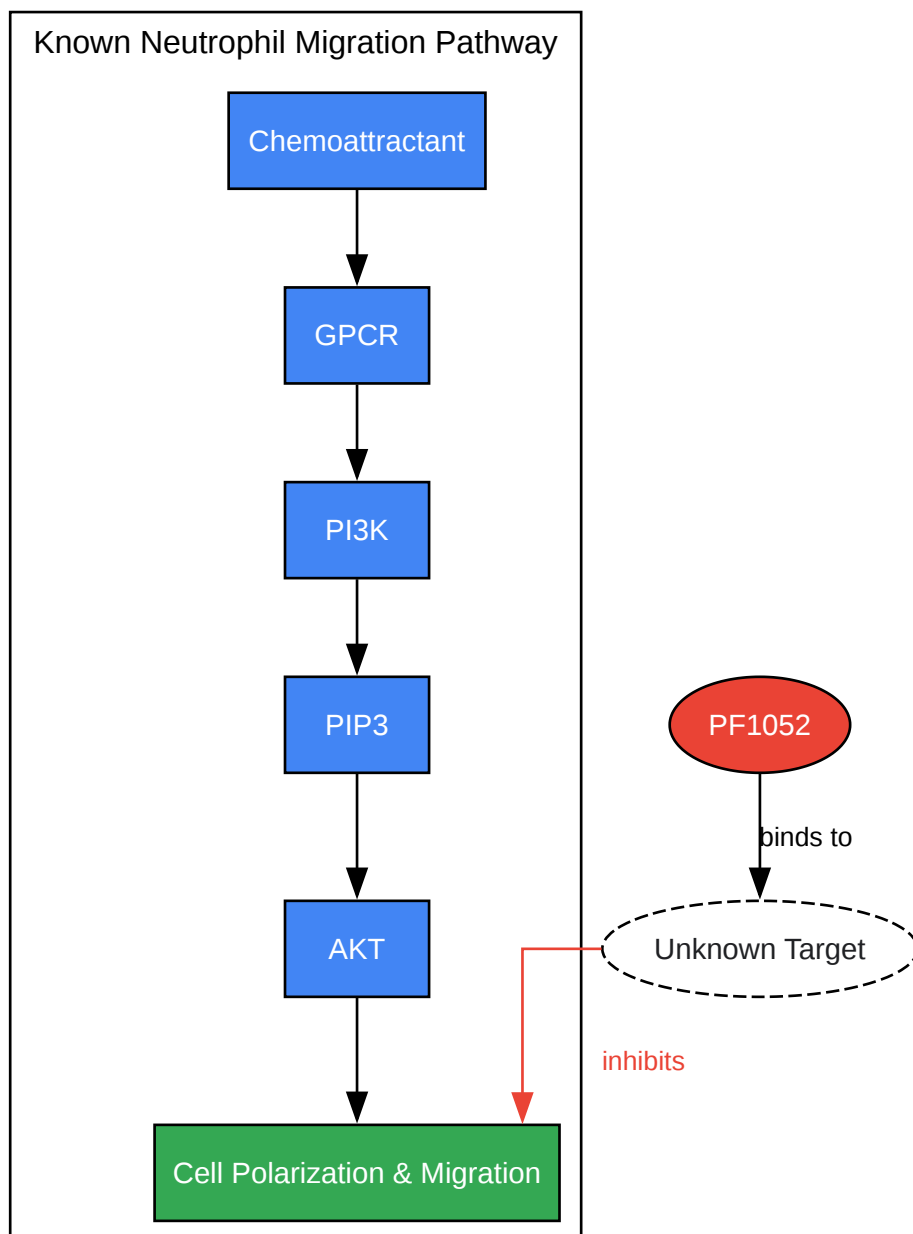 Known Neutrophil Migration Pathway
Chemoattractant
GPCR
PI3K
PIP3
PF1052
binds to
AKT
Unknown Target
inhibits
Cell Polarization & Migration